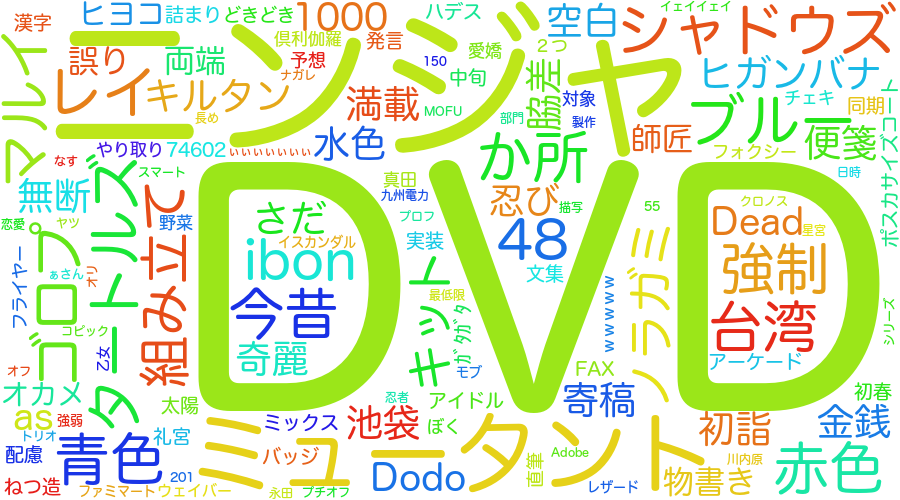 漢字
ヒヨコ
詰まり
どきどき
1000
ハデス
空白
イェイイェイ
シャドウズ
倶利伽羅
発言
愛嬌
2つ
マルレイ
誤り
両端
予想
ナガレ
150
中旬
ニンジャ
ヒガンバナ
レイ
キルタン
長め
満載
MOFU
脇差
対象
製作
部門
ブルー
チェキ
同期
便箋
師匠
フォクシー
ポスカサイズコート
やり取り
74602
いいいいいいい
水色
か所
なす
スマート
無断
野菜
真田
九州電力
忍び
描写
55
日時
クロノス
恋愛
ヤツ
ゴロプ
タートルズ
組み立て
DVD
さだ
イスカンダル
プロフ
実装
48
文集
ラガミ
Dead
星宮
ibon
強制
ぁさん
オリ
フライヤー
コピック
今昔
キット
最低限
ｶﾞﾀｶﾞﾀ
ｗｗｗｗｗ
台湾
シリーズ
乙女
奇麗
モブ
FAX
アーケード
オフ
オカメ
太陽
忍者
アイドル
寄稿
初春
as
強弱
ミックス
池袋
ぼく
初詣
金銭
トリオ
配慮
青色
礼宮
バッジ
ミュータント
直筆
Adobe
川内原
赤色
ねつ造
201
Dodo
レザード
物書き
ファミマート
ウェイバー
永田
プチオフ